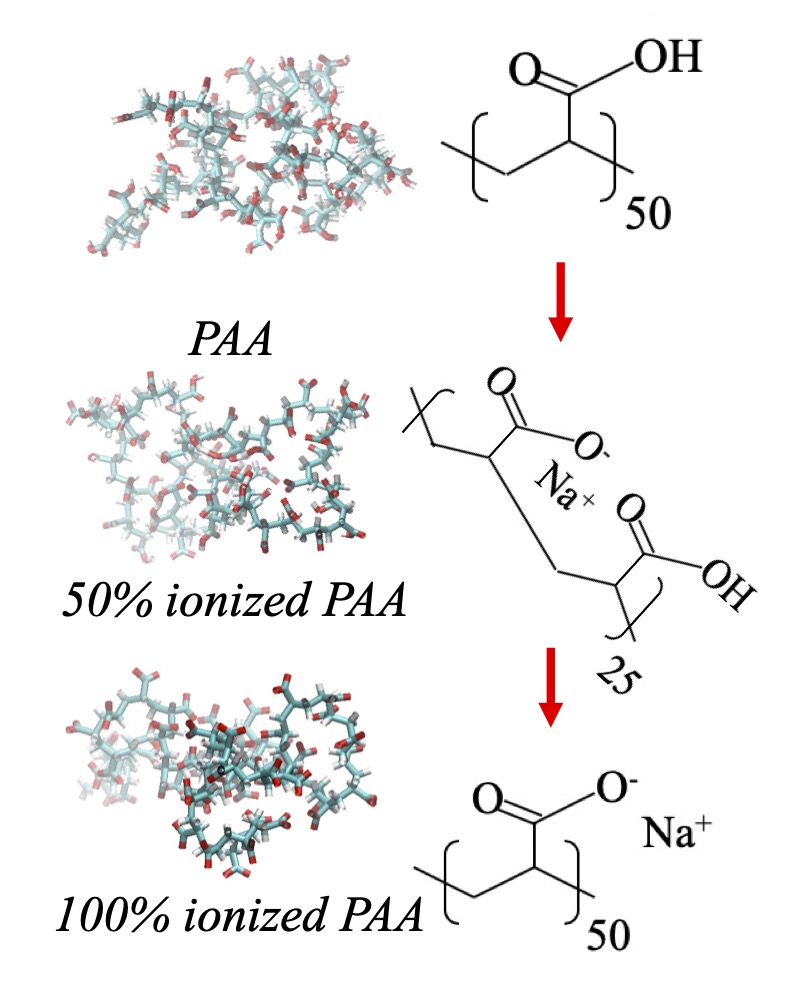 O
OH
50
PAA
O
O-
Na+
O
OH
50% ionized PAA
25
O
O-
Na+
100% ionized PAA
50